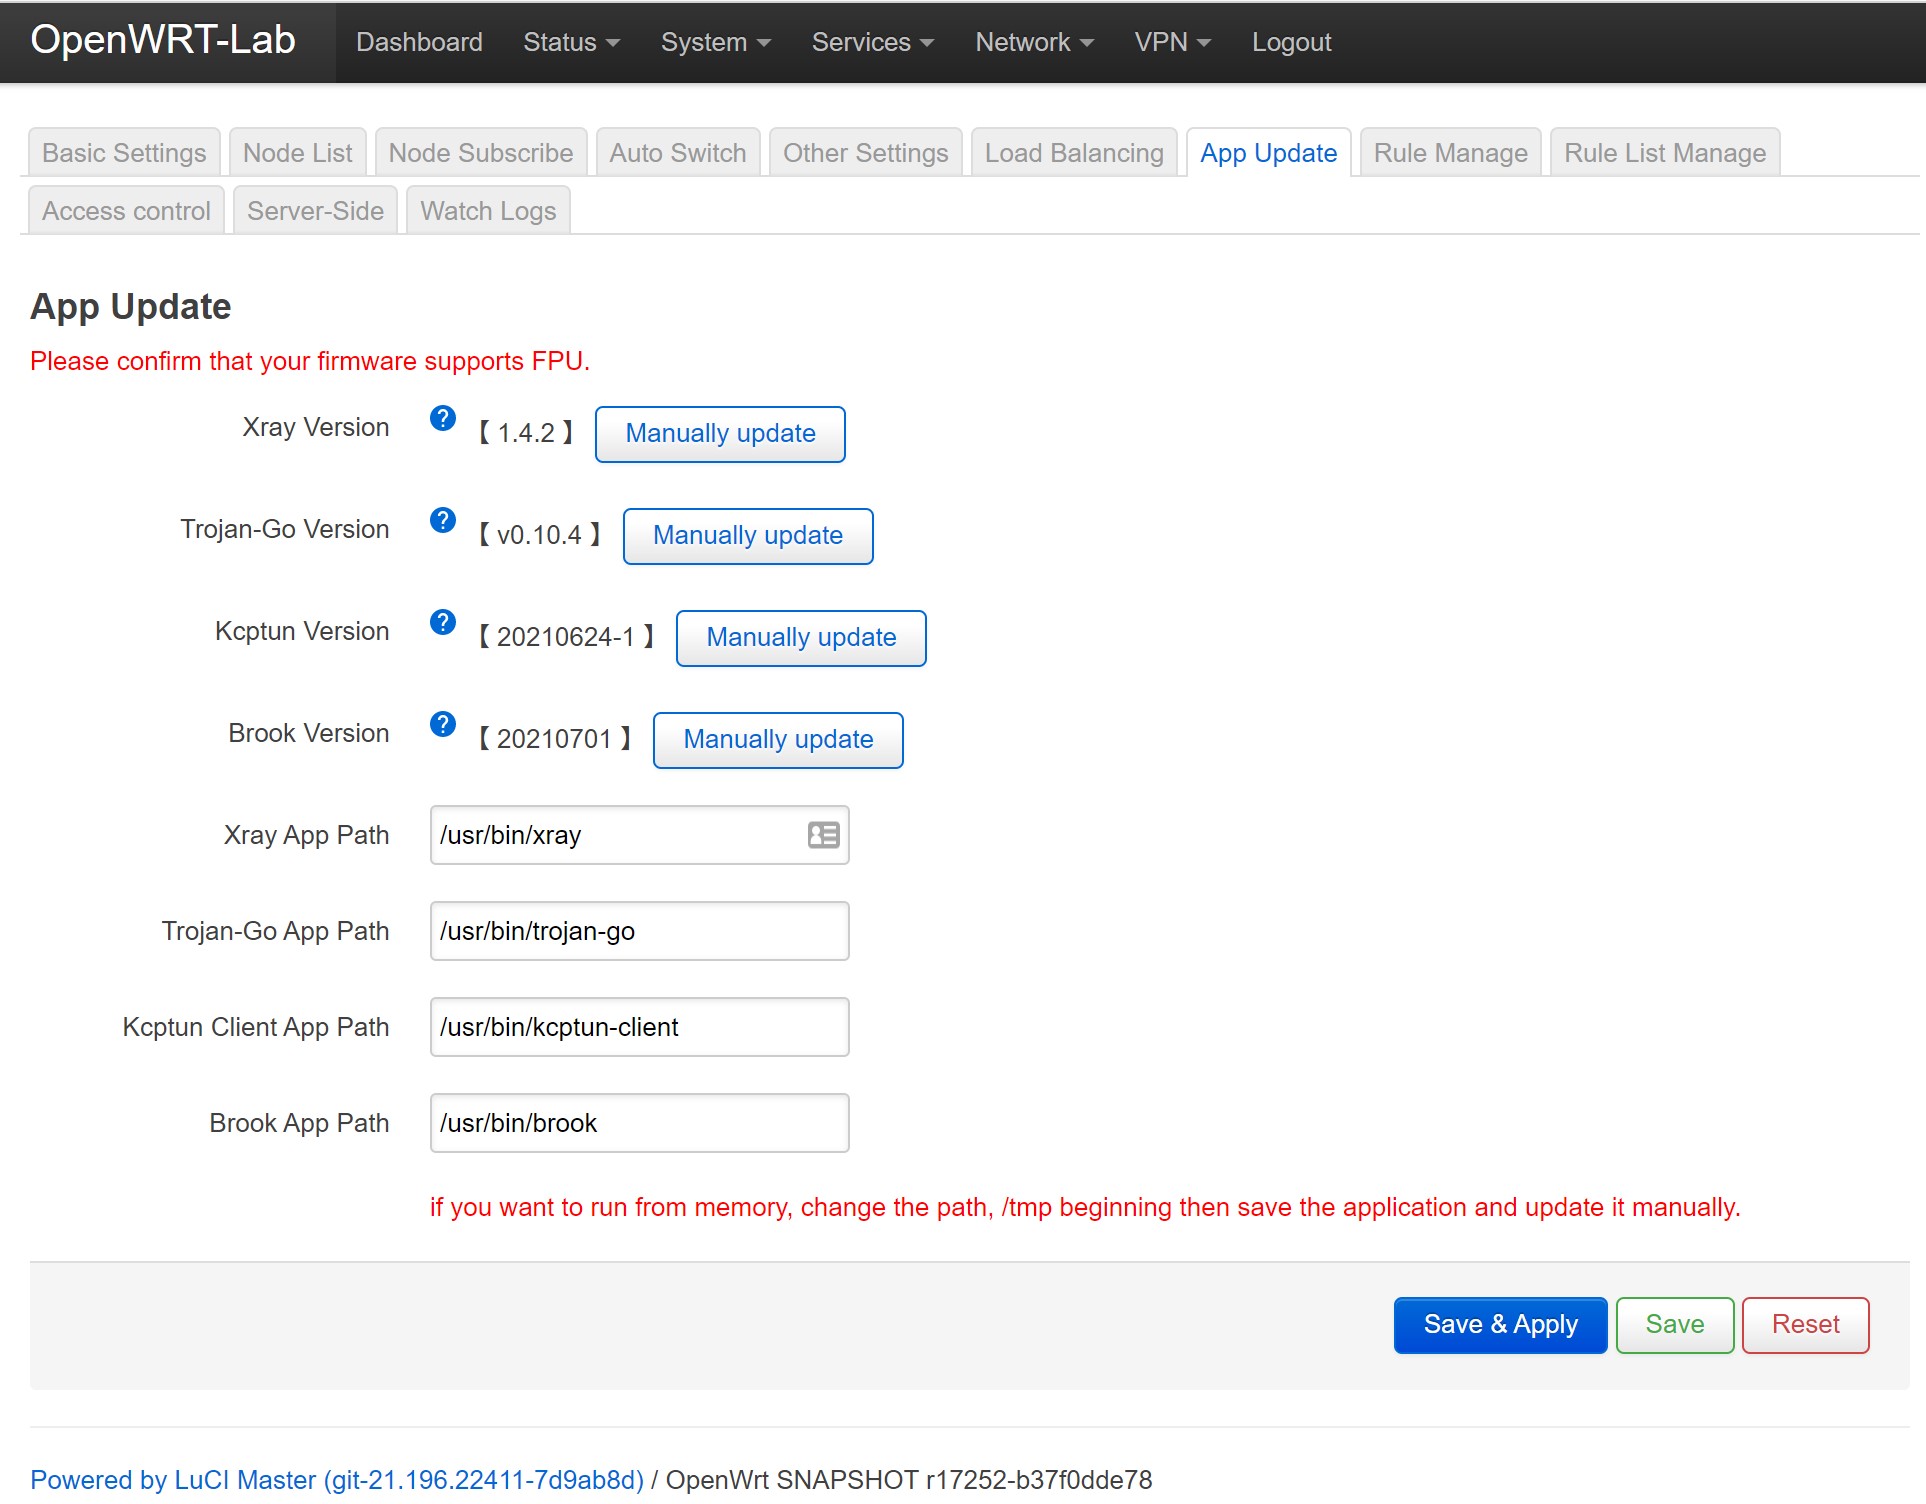 OpenWRT-Lab Dashboard Status System Services Network VPN Logout
Basic Settings Node List Node Subscribe Auto Switch Other Settings Load Balancing App Update Rule Manage Rule List Manage
Access control Server-Side Watch Logs
App Update
Please confirm that your firmware supports FPU.
Xray Version ? 【 1.4.2 】 Manually update
Trojan-Go Version ? 【 v0.10.4 】 Manually update
Kcptun Version ? 【 20210624-1 】 Manually update
Brook Version ? 【 20210701 】 Manually update
Xray App Path /usr/bin/xray
Trojan-Go App Path /usr/bin/trojan-go
Kcptun Client App Path /usr/bin/kcptun-client
Brook App Path /usr/bin/brook
if you want to run from memory, change the path, /tmp beginning then save the application and update it manually.
Save & Apply Save Reset
Powered by LuCI Master (git-21.196.22411-7d9ab8d) / OpenWrt SNAPSHOT r17252-b37f0dde78